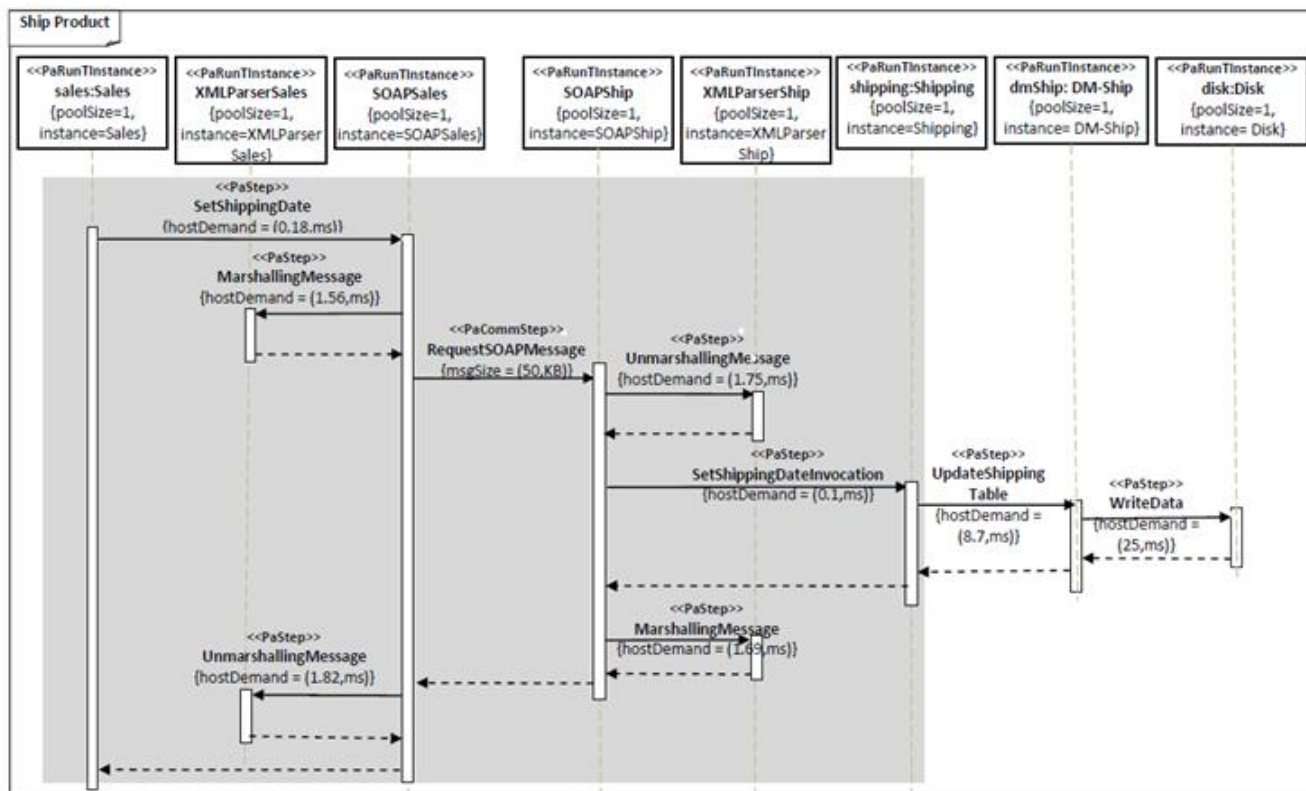 Ship Product
<<PaRunTInstance>>
sales:Sales
{poolSize=1,
instance=Sales}
<<PaRunTInstance>>
XMLParserSales
{poolSize=1,
instance=XMLParser
Sales}
<<PaRunTInstance>>
SOAPSales
{poolSize=1,
instance=SOAPSales}
<<PaRunTInstance>>
SOAPShip
{poolSize=1,
instance=SOAPShip}
<<PaRunTInstance>>
XMLParserShip
{poolSize=1,
instance=XMLParser
Ship}
<<PaRunTInstance>>
shipping:Shipping
{poolSize=1,
instance=Shipping}
<<PaRunTInstance>>
dmShip: DM-Ship
{poolSize=1,
instance= DM-Ship}
<<PaRunTInstance>>
disk:Disk
{poolSize=1,
instance= Disk}
<<PaStep>>
SetShippingDate
{hostDemand = (0.18,ms)}
<<PaStep>>
MarshallingMessage
{hostDemand = (1.56,ms)}
<<PaCommStep>>
RequestSOAPMessage
{msgSize = (50,KB)}
<<PaStep>>
UnmarshallingMessage
{hostDemand = (1.75,ms)}
<<PaStep>>
SetShippingDateInvocation
{hostDemand = (0.1,ms)}
<<PaStep>>
UpdateShipping
Table
{hostDemand =
(8.7,ms)}
<<PaStep>>
WriteData
{hostDemand =
(25,ms)}
<<PaStep>>
MarshallingMessage
{hostDemand = (1.69,ms)}
<<PaStep>>
UnmarshallingMessage
{hostDemand = (1.82,ms)}